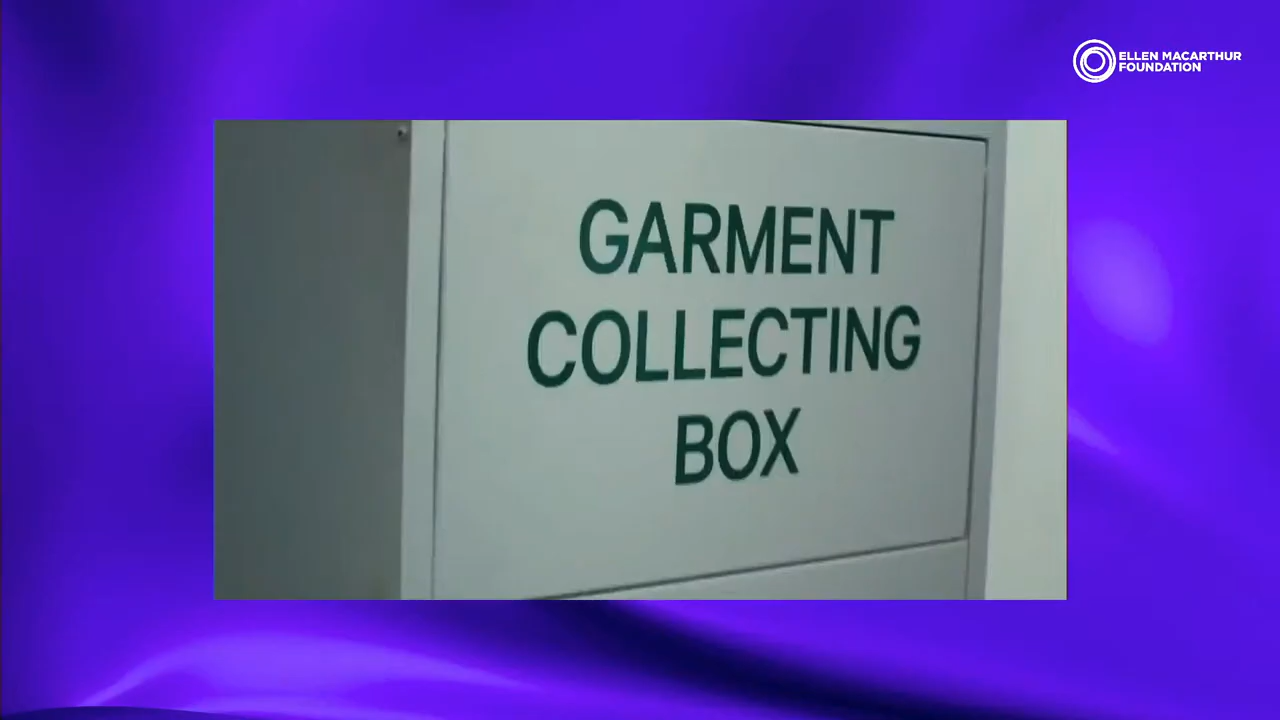 ELLEN MACARTHUR
FOUNDATION
GARMENT
COLLECTING
BOX